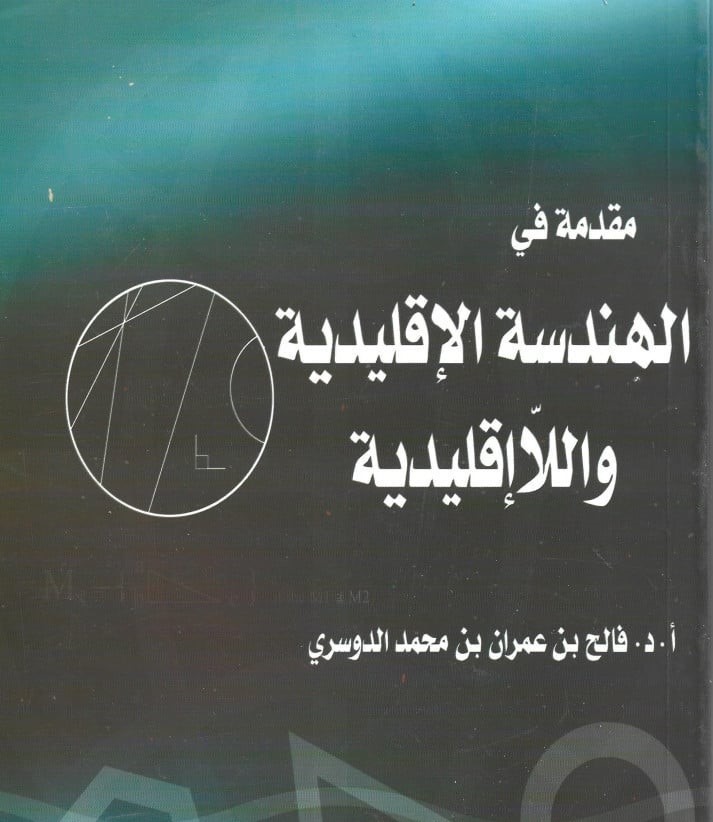 مقدمة في
الهندسة الإقليدية
واللاّإقليدية
أ.د. فالح بن عمران بن محمد الدوسري